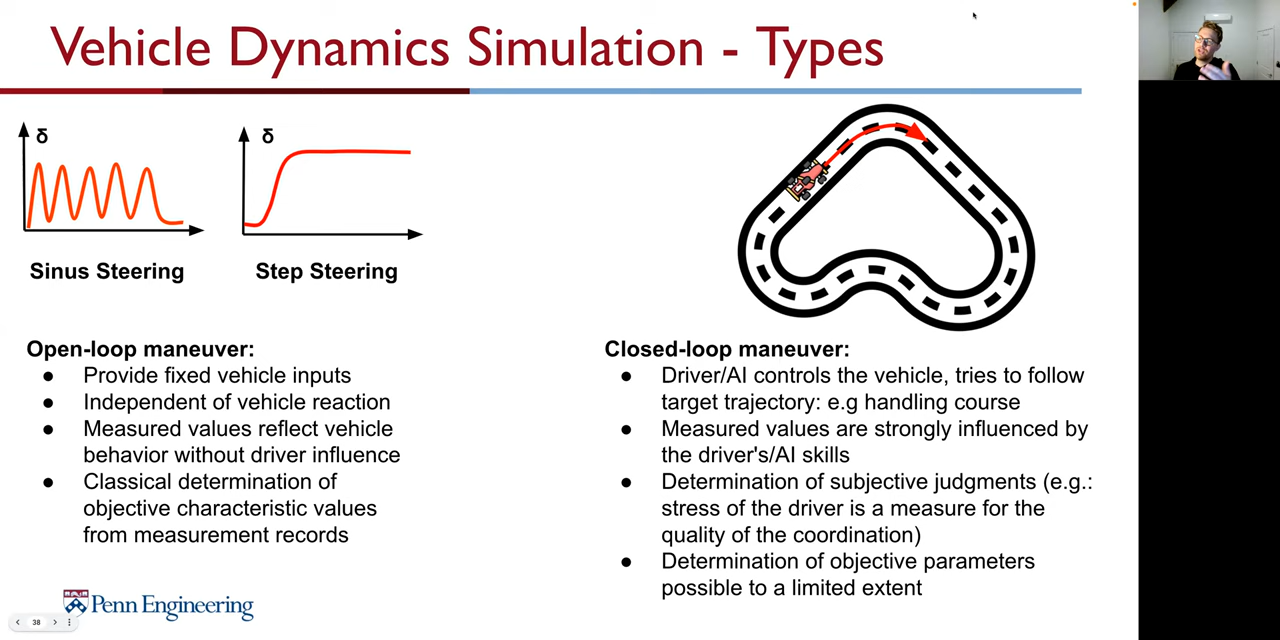 Vehicle Dynamics Simulation - Types
δ
δ
Sinus Steering
Step Steering
Open-loop maneuver:
● Provide fixed vehicle inputs
● Independent of vehicle reaction
● Measured values reflect vehicle
behavior without driver influence
● Classical determination of
objective characteristic values
from measurement records
Closed-loop maneuver:
● Driver/AI controls the vehicle, tries to follow
target trajectory: e.g handling course
● Measured values are strongly influenced by
the driver's/AI skills
● Determination of subjective judgments (e.g.:
stress of the driver is a measure for the
quality of the coordination)
● Determination of objective parameters
possible to a limited extent
Penn Engineering
38